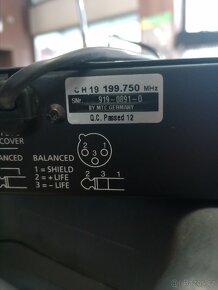 CH 19 199.750 MHz
SNr. 919-0891-0
BY MTC GERMANY
Q.C. Passed 12
COVER
ANCED BALANCED
1 = SHIELD
2 = + LIFE
3 = - LIFE
2 3 1